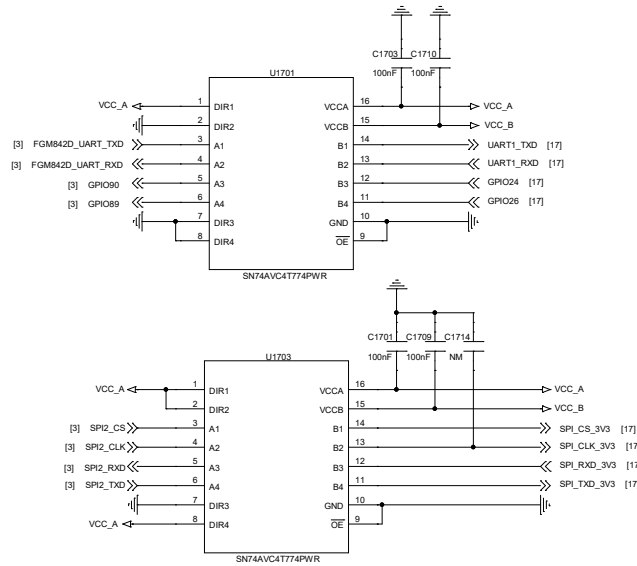 C1703 C1710
100nF 100nF
U1701
VCC_A 1 DIR1 VCCA 16 VCC_A
2 DIR2 VCCB 15 VCC_B
[3] FGM842D_UART_TXD 3 A1 B1 14 UART1_TXD [17]
[3] FGM842D_UART_RXD 4 A2 B2 13 UART1_RXD [17]
[3] GPIO90 5 A3 B3 12 GPIO24 [17]
[3] GPIO89 6 A4 B4 11 GPIO26 [17]
7 DIR3 GND 10
8 DIR4 OE 9
SN74AVC4T774PWR
C1701 C1709 C1714
100nF 100nF NM
U1703
VCC_A 1 DIR1 VCCA 16 VCC_A
2 DIR2 VCCB 15 VCC_B
[3] SPI2_CS 3 A1 B1 14 SPI_CS_3V3 [17]
[3] SPI2_CLK 4 A2 B2 13 SPI_CLK_3V3 [17
[3] SPI2_RXD 5 A3 B3 12 SPI_RXD_3V3 [17
[3] SPI2_TXD 6 A4 B4 11 SPI_TXD_3V3 [17
7 DIR3 GND 10
VCC_A 8 DIR4 OE 9
SN74AVC4T774PWR